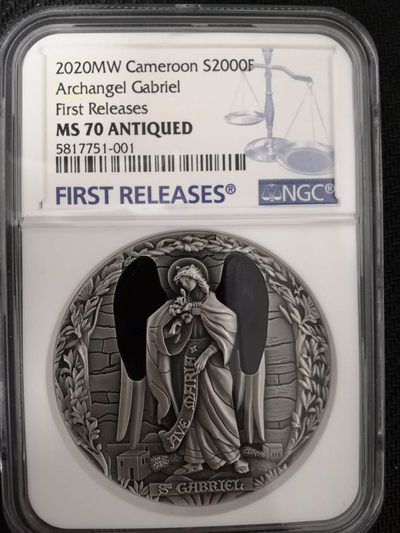 2020MW Cameroon S2000F
Archangel Gabriel
First Releases
MS 70 ANTIQUED
5817751-001
FIRST RELEASES®
NGC®
AVE MARIA
ST GABRIEL